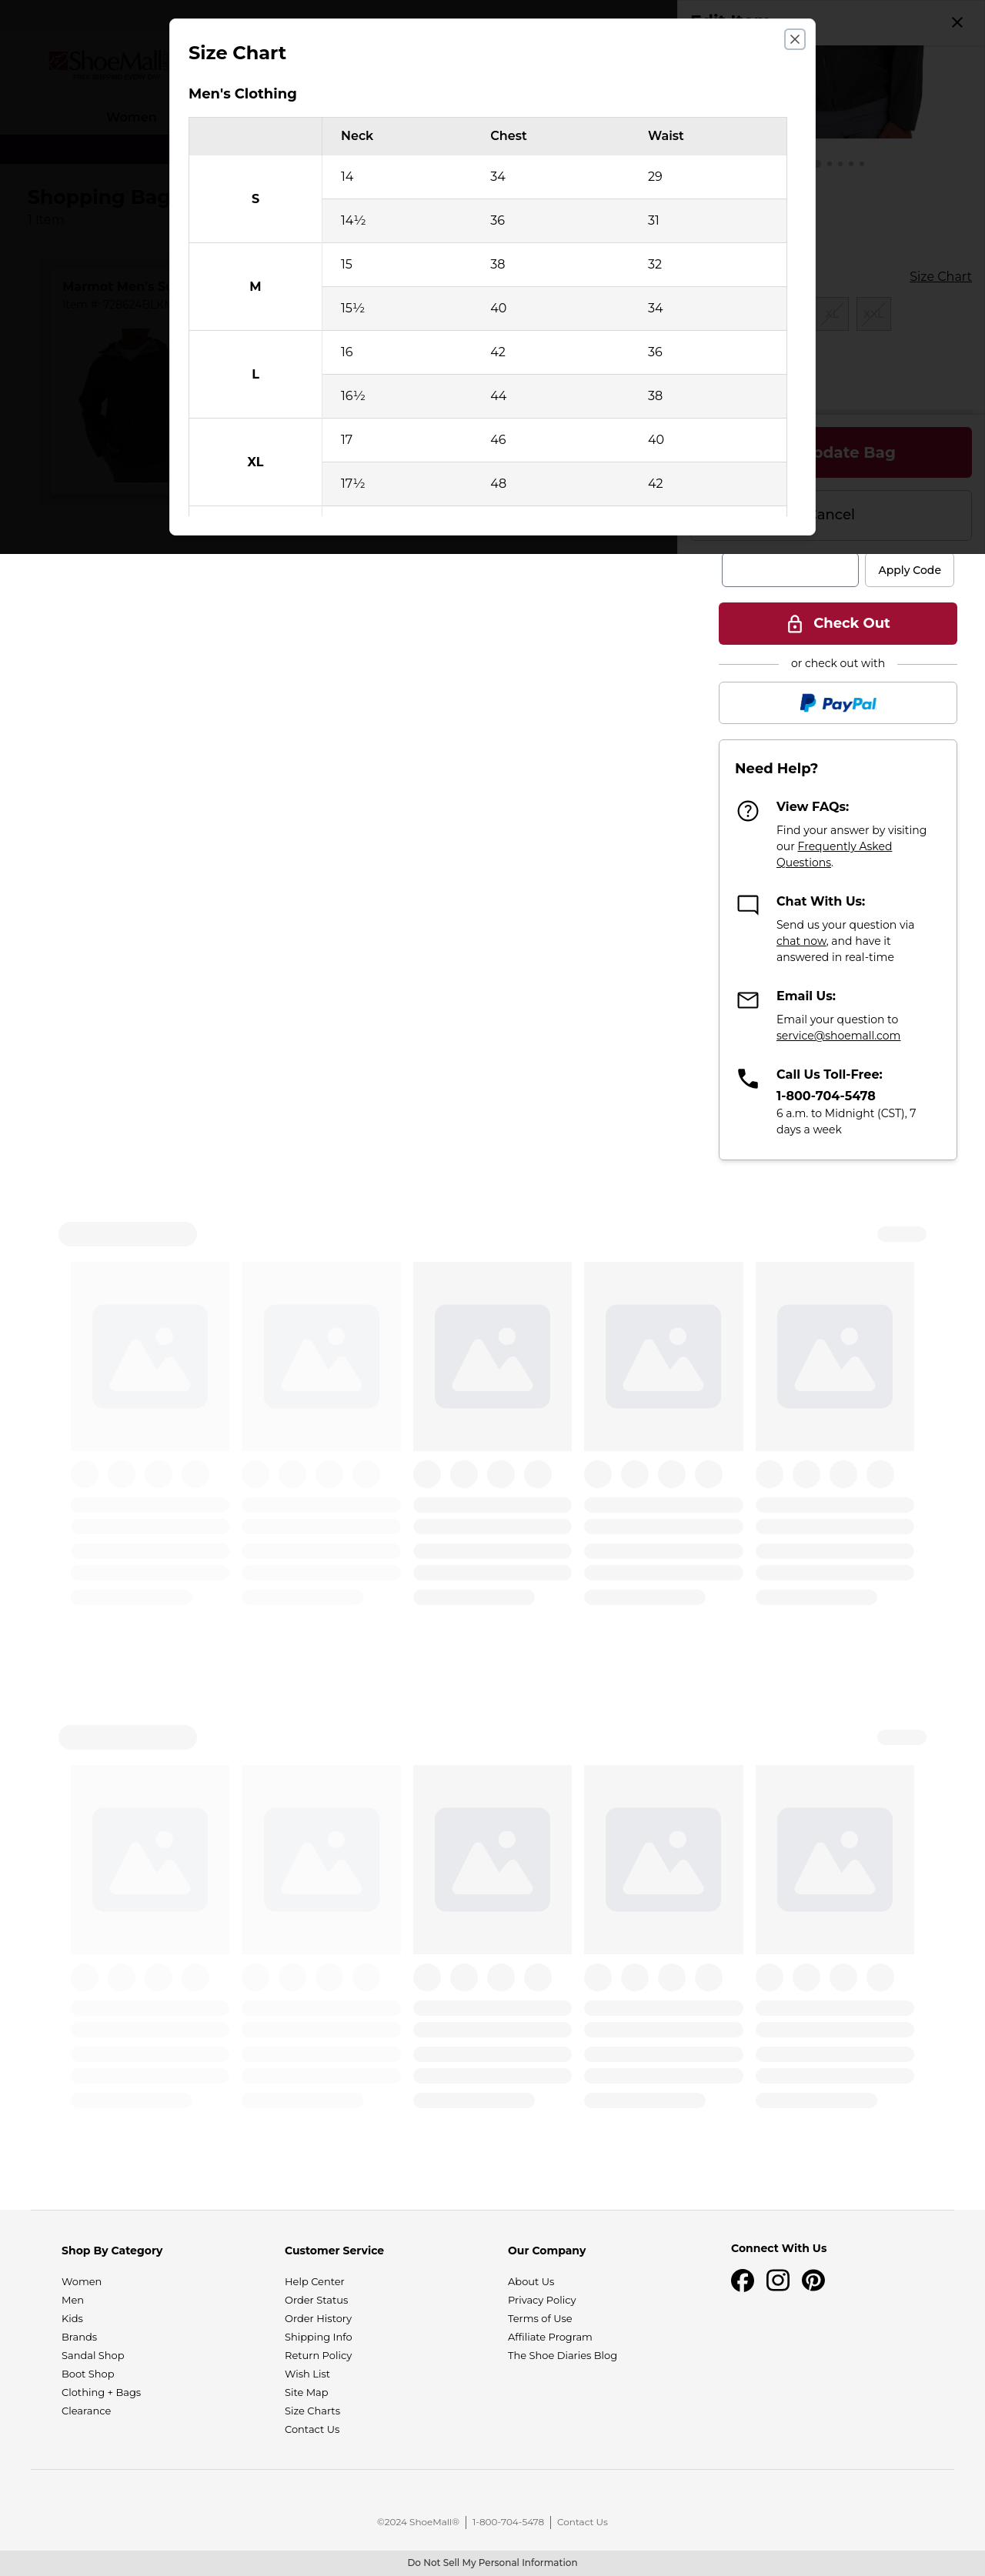 Edit Item
ShoeMall
Women
Shopping Bag
1 item
Marmot Men's S
Size Chart
Men's Clothing
Neck Chest Waist
S
14 34 29
14½ 36 31
M
15 38 32
15½ 40 34
L
16 42 36
16½ 44 38
XL
17 46 40
17½ 48 42
Size Chart
XL XXL
pdate Bag
ancel
Apply Code
Check Out
or check out with
PayPal
Need Help?
View FAQs:
Find your answer by visiting
our Frequently Asked
Questions.
Chat With Us:
Send us your question via
chat now, and have it
answered in real-time
Email Us:
Email your question to
service@shoemall.com
Call Us Toll-Free:
1-800-704-5478
6 a.m. to Midnight (CST), 7
days a week
Shop By Category
Women
Men
Kids
Brands
Sandal Shop
Boot Shop
Clothing + Bags
Clearance
Customer Service
Help Center
Order Status
Order History
Shipping Info
Return Policy
Wish List
Site Map
Size Charts
Contact Us
Our Company
About Us
Privacy Policy
Terms of Use
Affiliate Program
The Shoe Diaries Blog
Connect With Us
©2024 ShoeMall® 1-800-704-5478 Contact Us
Do Not Sell My Personal Information